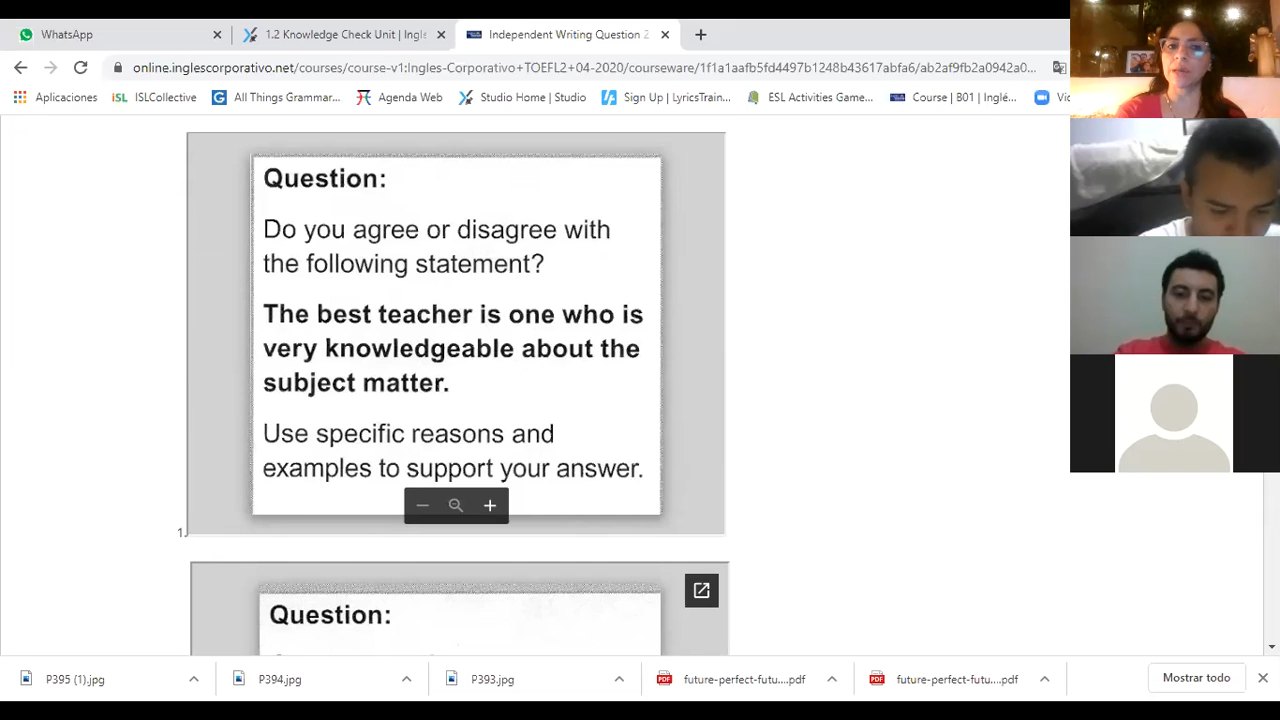 WhatsApp
1.2 Knowledge Check Unit | Ingle
Independent Writing Question 2
online.inglescorporativo.net/courses/course-v1:Ingles-Corporativo+TOEFL2+04-2020/courseware/1f1a1aafb5fd4497b1248b43617abfa6/ab2af9fb2a0942a0...
Aplicaciones
iSL ISLCollective
All Things Grammar...
Agenda Web
Studio Home | Studio
Sign Up | LyricsTrain...
ESL Activities Game...
Course | B01 | Inglé...
Question:
Do you agree or disagree with
the following statement?
The best teacher is one who is
very knowledgeable about the
subject matter.
Use specific reasons and
examples to support your answer.
1.
Question:
P395 (1).jpg
P394.jpg
P393.jpg
PDF future-perfect-futu....pdf
PDF future-perfect-futu....pdf
Mostrar todo